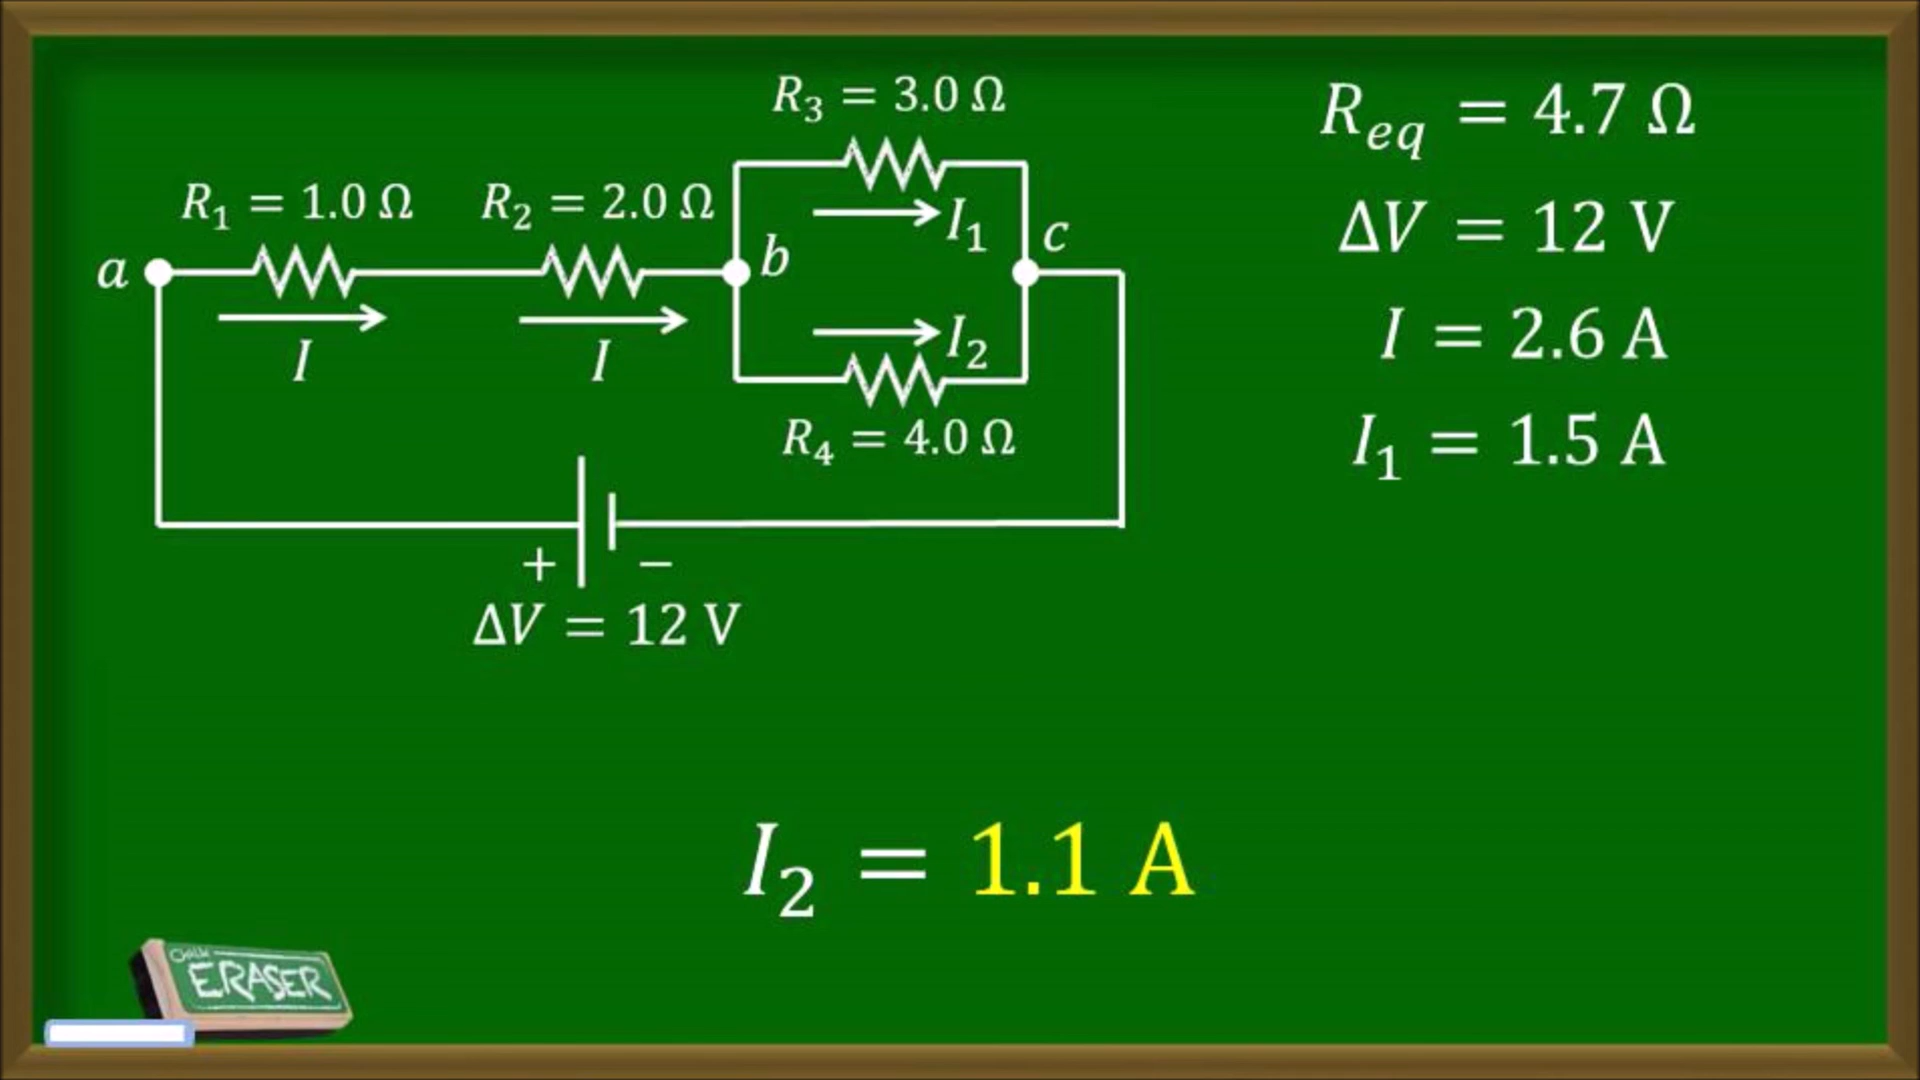 R₃ = 3.0 Ω
R₁ = 1.0 Ω
R₂ = 2.0 Ω
I₁
a
b
c
I
I
I₂
R₄ = 4.0 Ω
+
−
ΔV = 12 V
R_eq = 4.7 Ω
ΔV = 12 V
I = 2.6 A
I₁ = 1.5 A
I₂ = 1.1 A
CHALK
ERASER